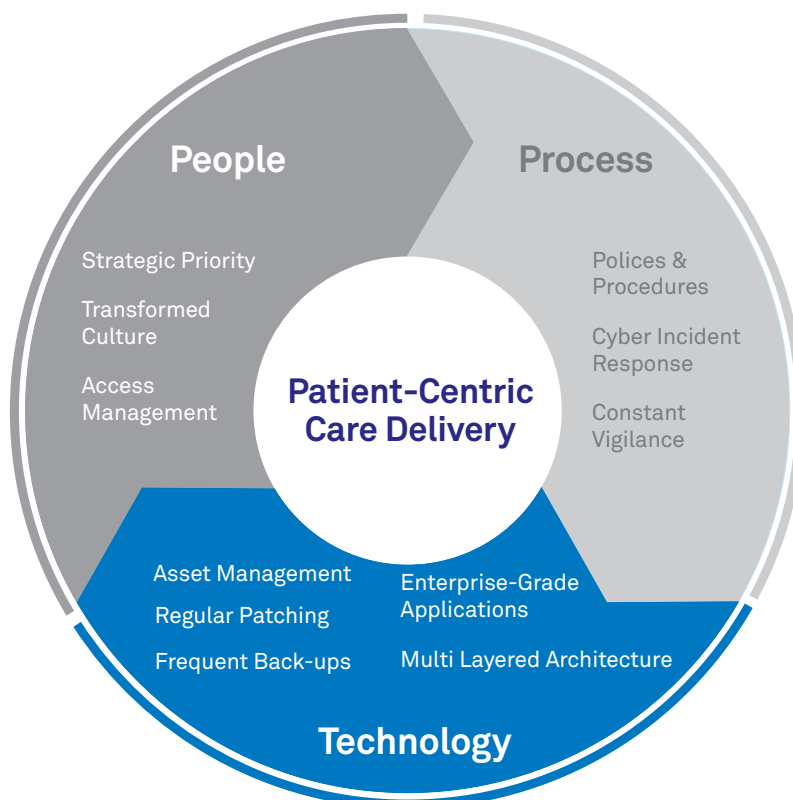 People
Strategic Priority
Transformed
Culture
Access
Management
Process
Polices &
Procedures
Cyber Incident
Response
Constant
Vigilance
Patient-Centric
Care Delivery
Asset Management
Regular Patching
Frequent Back-ups
Enterprise-Grade
Applications
Multi Layered Architecture
Technology